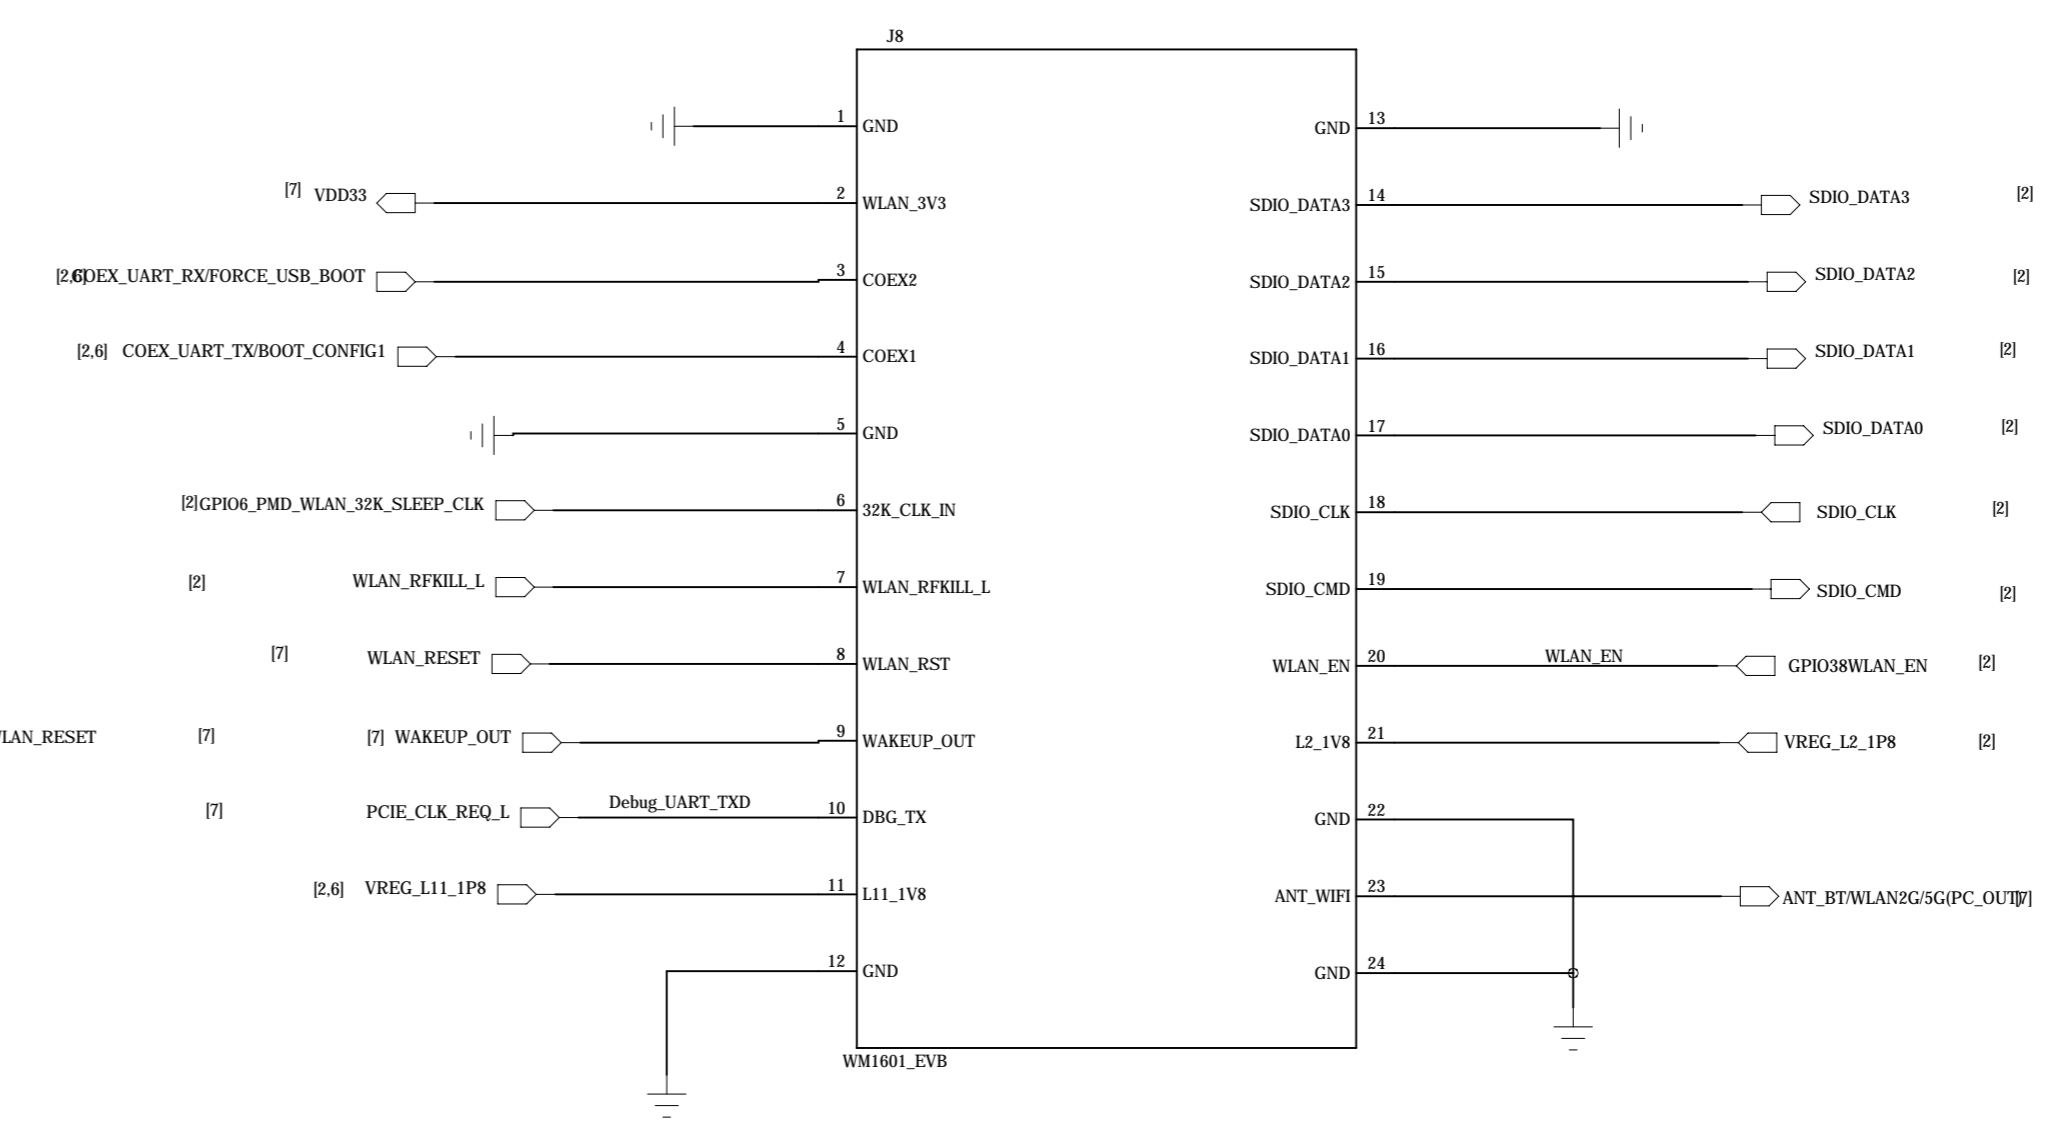 J8
1 GND
GND 13
[7] VDD33 2 WLAN_3V3
SDIO_DATA3 14 SDIO_DATA3 [2]
[2,6] COEX_UART_RX/FORCE_USB_BOOT 3 COEX2
SDIO_DATA2 15 SDIO_DATA2 [2]
[2,6] COEX_UART_TX/BOOT_CONFIG1 4 COEX1
SDIO_DATA1 16 SDIO_DATA1 [2]
5 GND
SDIO_DATA0 17 SDIO_DATA0 [2]
[2] GPIO6_PMD_WLAN_32K_SLEEP_CLK 6 32K_CLK_IN
SDIO_CLK 18 SDIO_CLK [2]
[2] WLAN_RFKILL_L 7 WLAN_RFKILL_L
SDIO_CMD 19 SDIO_CMD [2]
[7] WLAN_RESET 8 WLAN_RST
WLAN_EN 20 WLAN_EN GPIO38WLAN_EN [2]
LAN_RESET [7] [7] WAKEUP_OUT 9 WAKEUP_OUT
L2_1V8 21 VREG_L2_1P8 [2]
[7] PCIE_CLK_REQ_L Debug_UART_TXD 10 DBG_TX
GND 22
[2,6] VREG_L11_1P8 11 L11_1V8
ANT_WIFI 23 ANT_BT/WLAN2G/5G(PC_OUT) [7]
12 GND
GND 24
WM1601_EVB